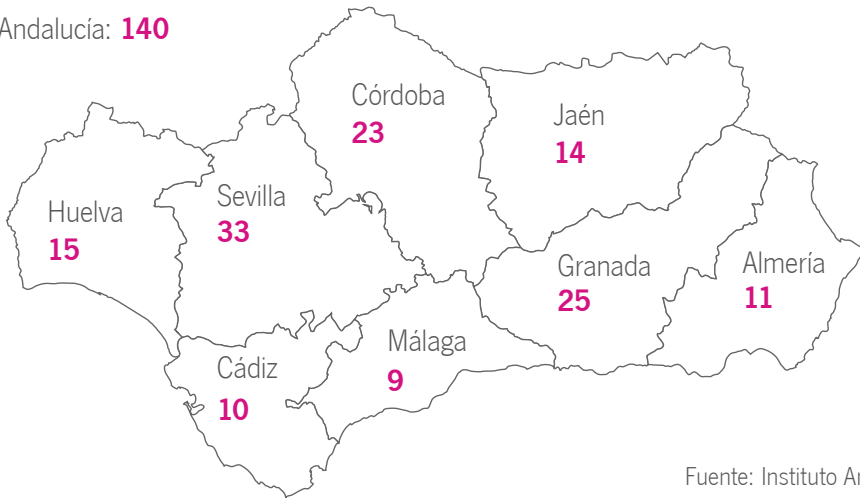 Andalucía: 140
Córdoba
23
Jaén
14
Sevilla
33
Huelva
15
Granada
25
Almería
11
Málaga
9
Cádiz
10
Fuente: Instituto